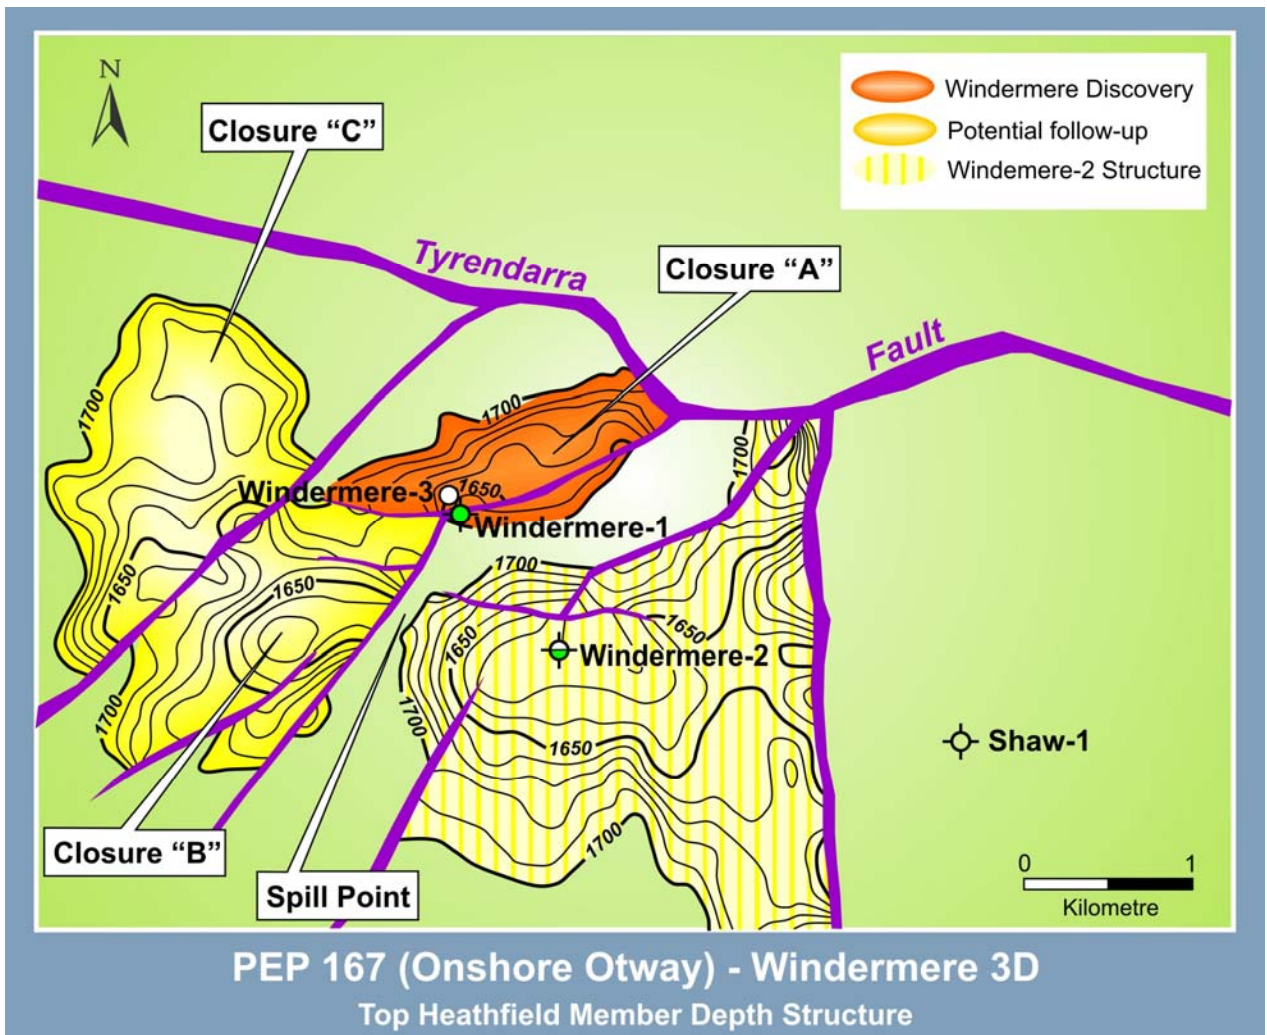 N
Closure “C”
Windermere Discovery
Potential follow-up
Windemere-2 Structure
Tyrendarra
Closure “A”
Fault
1700
1700
1700
Windermere-3
1650
Windermere-1
1700
1650
1650
1650
1650
Windermere-2
1700
1700
1650
Shaw-1
1700
Closure “B”
Spill Point
0 1
Kilometre
PEP 167 (Onshore Otway) - Windermere 3D
Top Heathfield Member Depth Structure